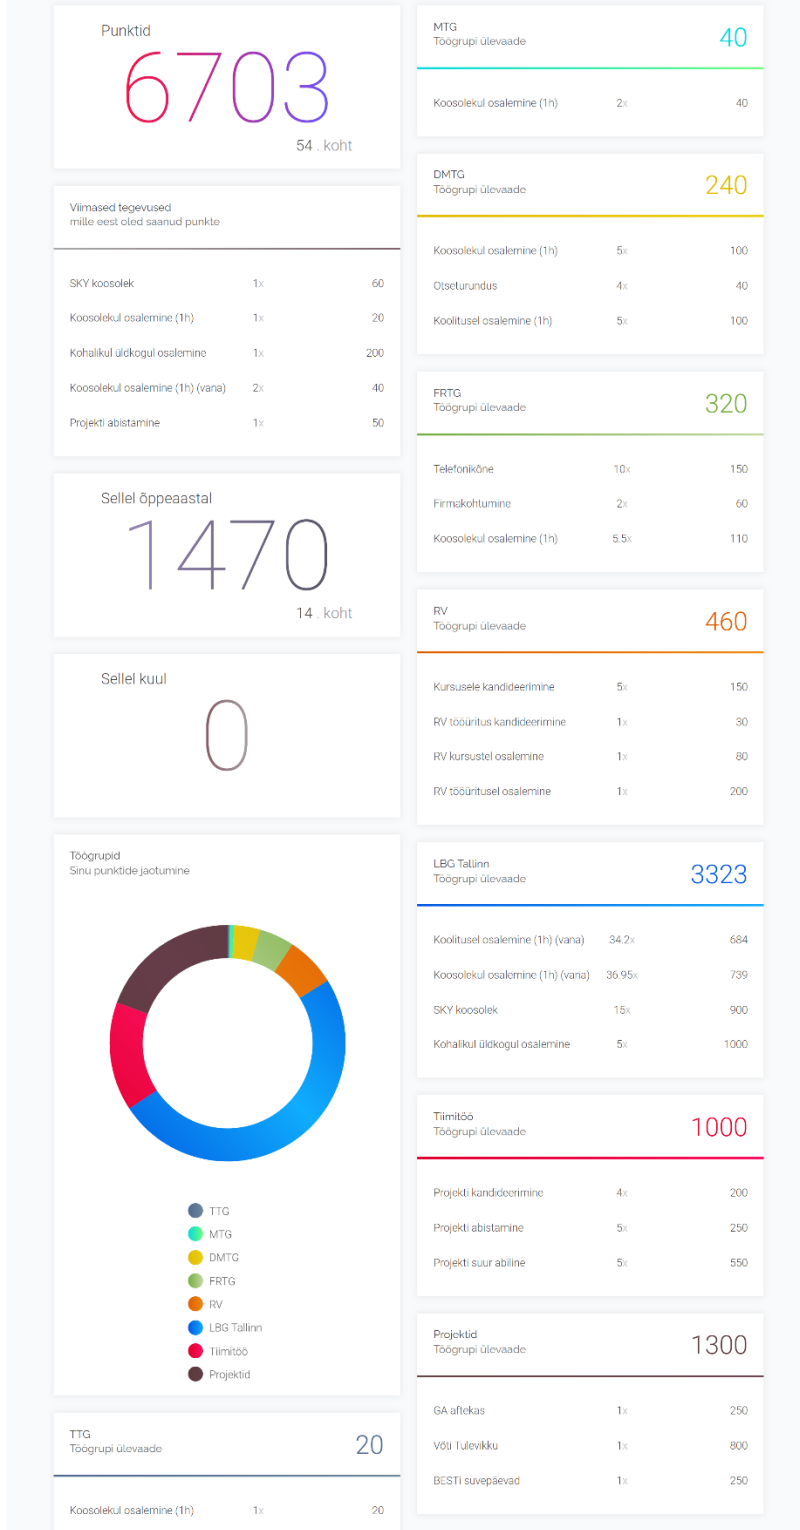 Punktid
6703
54 . koht
Viimased tegevused
mille eest oled saanud punkte
SKY koosolek 1x 60
Koosolekul osalemine (1h) 1x 20
Kohalikul üldkogul osalemine 1x 200
Koosolekul osalemine (1h) (vana) 2x 40
Projekti abistamine 1x 50
Sellel õppeaastal
1470
14 . koht
Sellel kuul
0
Töögrupid
Sinu punktide jaotumine
TTG
MTG
DMTG
FRTG
RV
LBG Tallinn
Tiimitöö
Projektid
TTG
Töögrupi ülevaade
20
Koosolekul osalemine (1h) 1x 20
MTG
Töögrupi ülevaade
40
Koosolekul osalemine (1h) 2x 40
DMTG
Töögrupi ülevaade
240
Koosolekul osalemine (1h) 5x 100
Otseturundus 4x 40
Koolitusel osalemine (1h) 5x 100
FRTG
Töögrupi ülevaade
320
Telefonikõne 10x 150
Firmakohtumine 2x 60
Koosolekul osalemine (1h) 5.5x 110
RV
Töögrupi ülevaade
460
Kursusele kandideerimine 5x 150
RV tööüritus kandideerimine 1x 30
RV kursustel osalemine 1x 80
RV tööüritusel osalemine 1x 200
LBG Tallinn
Töögrupi ülevaade
3323
Koolitusel osalemine (1h) (vana) 34.2x 684
Koosolekul osalemine (1h) (vana) 36.95x 739
SKY koosolek 15x 900
Kohalikul üldkogul osalemine 5x 1000
Tiimitöö
Töögrupi ülevaade
1000
Projekti kandideerimine 4x 200
Projekti abistamine 5x 250
Projekti suur abiline 5x 550
Projektid
Töögrupi ülevaade
1300
GA aftekas 1x 250
Võti Tulevikku 1x 800
BESTi suvepäevad 1x 250